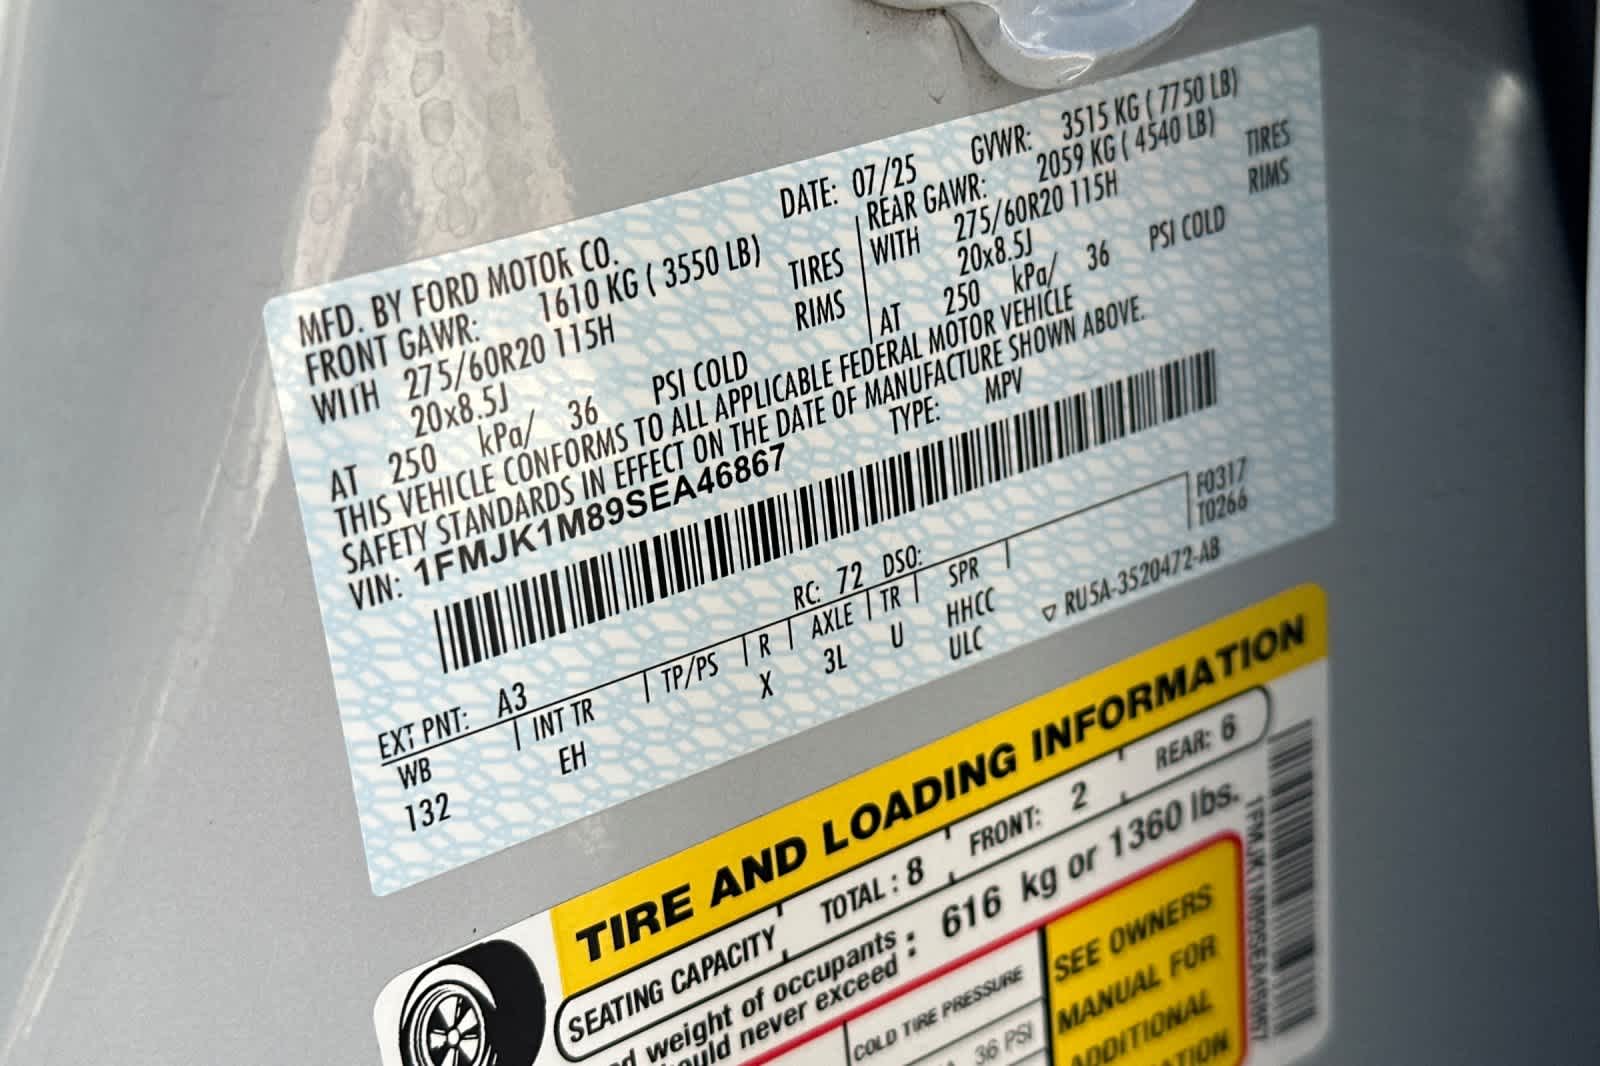 MFD. BY FORD MOTOR CO. DATE: 07/25 GVWR: 3515 KG ( 7750 LB)
FRONT GAWR: 1610 KG ( 3550 LB) REAR GAWR: 2059 KG ( 4540 LB)
WITH 275/60R20 115H TIRES WITH 275/60R20 115H TIRES
20x8.5J RIMS 20x8.5J RIMS
AT 250 kPa/ 36 PSI COLD AT 250 kPa/ 36 PSI COLD
THIS VEHICLE CONFORMS TO ALL APPLICABLE FEDERAL MOTOR VEHICLE
SAFETY STANDARDS IN EFFECT ON THE DATE OF MANUFACTURE SHOWN ABOVE.
VIN: 1FMJK1M89SEA46867 TYPE: MPV
F0317
T0266
EXT PNT: A3 RC: 72 DSO:
WB INT TR TP/PS R AXLE TR SPR
132 EH X 3L U HHCC
ULC
RU5A-3520472-AB
TIRE AND LOADING INFORMATION
SEATING CAPACITY TOTAL : 8 FRONT: 2 REAR: 6
weight of occupants : 616 kg or 1360 lbs.
never exceed :
COLD TIRE PRESSURE
36 PSI
SEE OWNERS
MANUAL FOR
ADDITIONAL